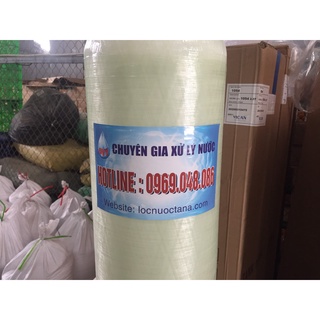 CHUYÊN GIA XỬ LÝ NƯỚC
HOTLINE: 0969.048.086
Website: locnuoctana.com